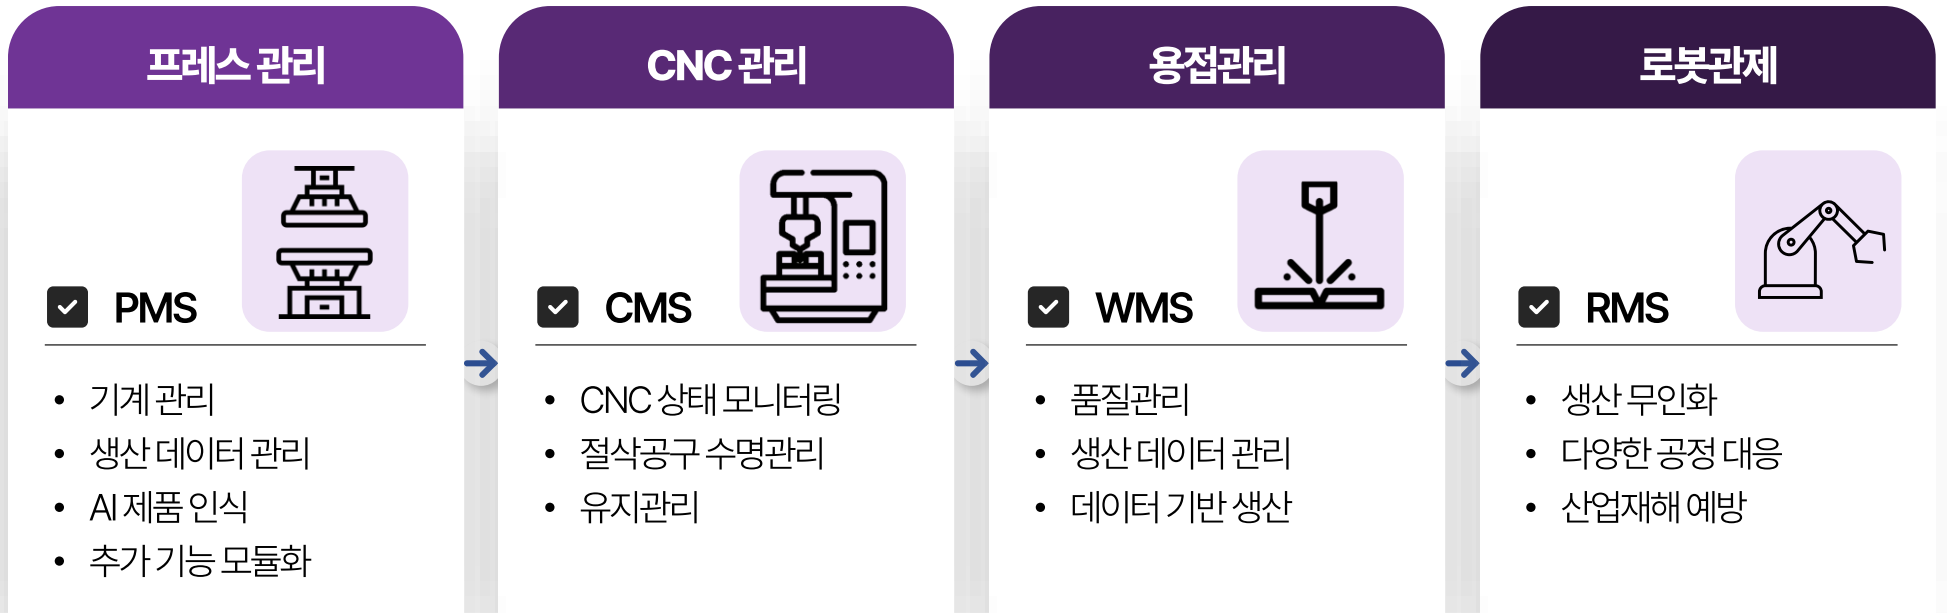 프레스 관리
PMS
• 기계 관리
• 생산 데이터 관리
• AI 제품 인식
• 추가 기능 모듈화
CNC 관리
CMS
• CNC 상태 모니터링
• 절삭공구 수명관리
• 유지관리
용접관리
WMS
• 품질관리
• 생산 데이터 관리
• 데이터 기반 생산
로봇관제
RMS
• 생산 무인화
• 다양한 공정 대응
• 산업재해 예방